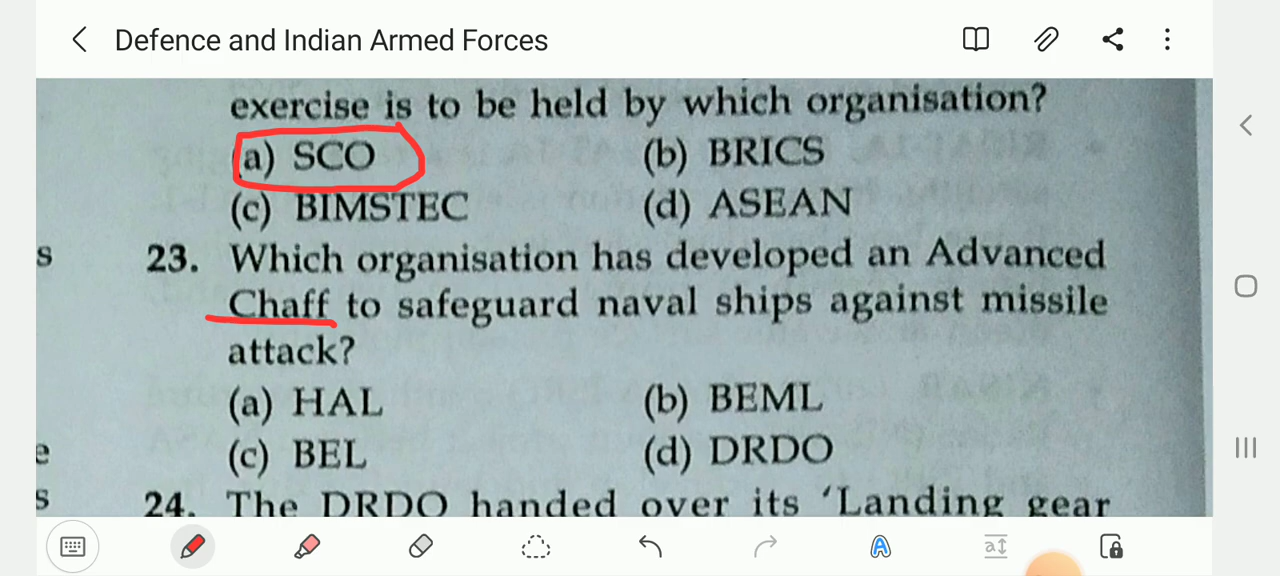 Defence and Indian Armed Forces
exercise is to be held by which organisation?
(a) SCO (b) BRICS
(c) BIMSTEC (d) ASEAN
s 23. Which organisation has developed an Advanced
Chaff to safeguard naval ships against missile
attack?
(a) HAL (b) BEML
e (c) BEL (d) DRDO
s 24. The DRDO handed over its ‘Landing gear